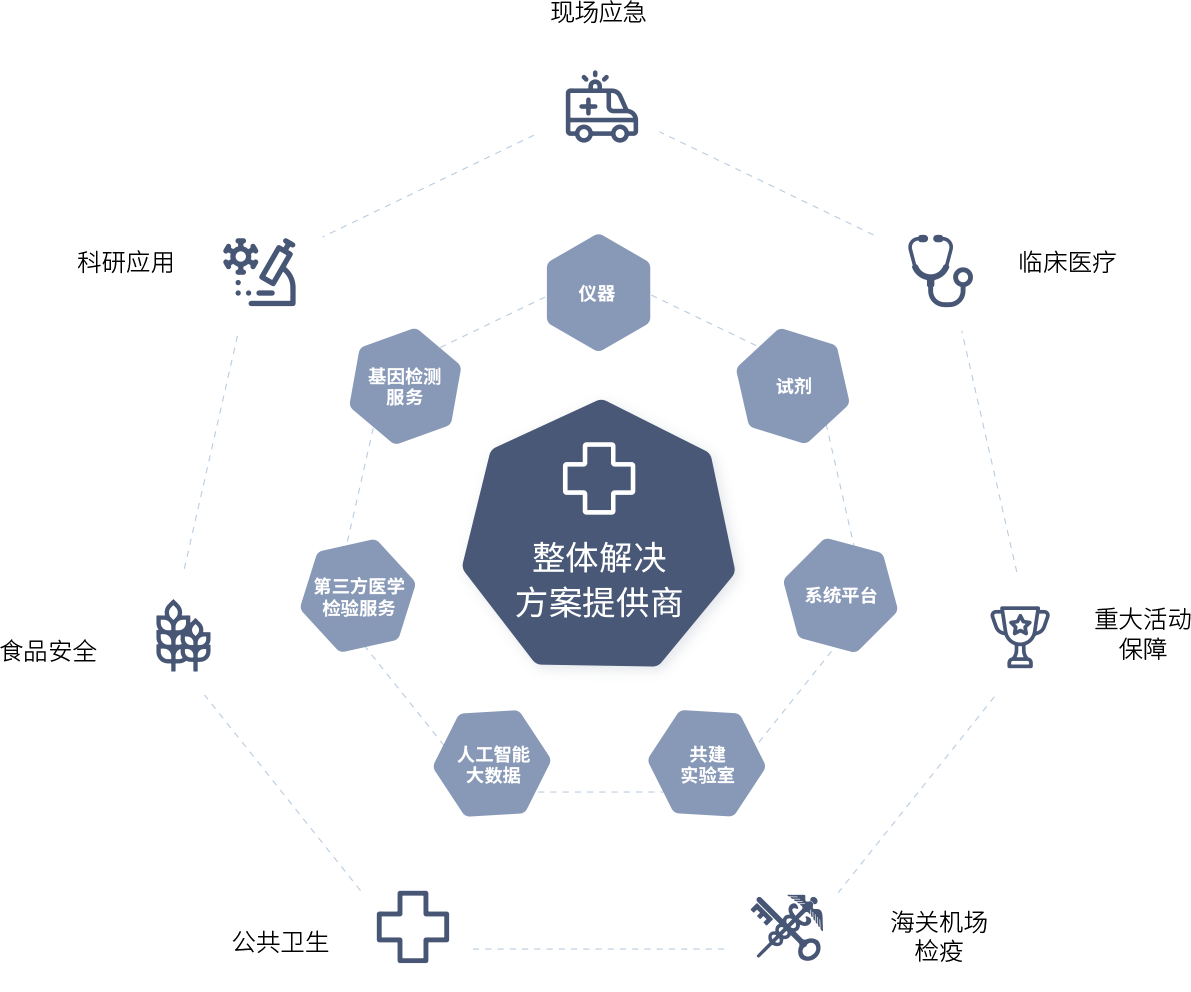 现场应急
科研应用
临床医疗
仪器
基因检测
服务
试剂
整体解决
方案提供商
第三方医学
检验服务
系统平台
食品安全
重大活动
保障
人工智能
大数据
共建
实验室
公共卫生
海关机场
检疫